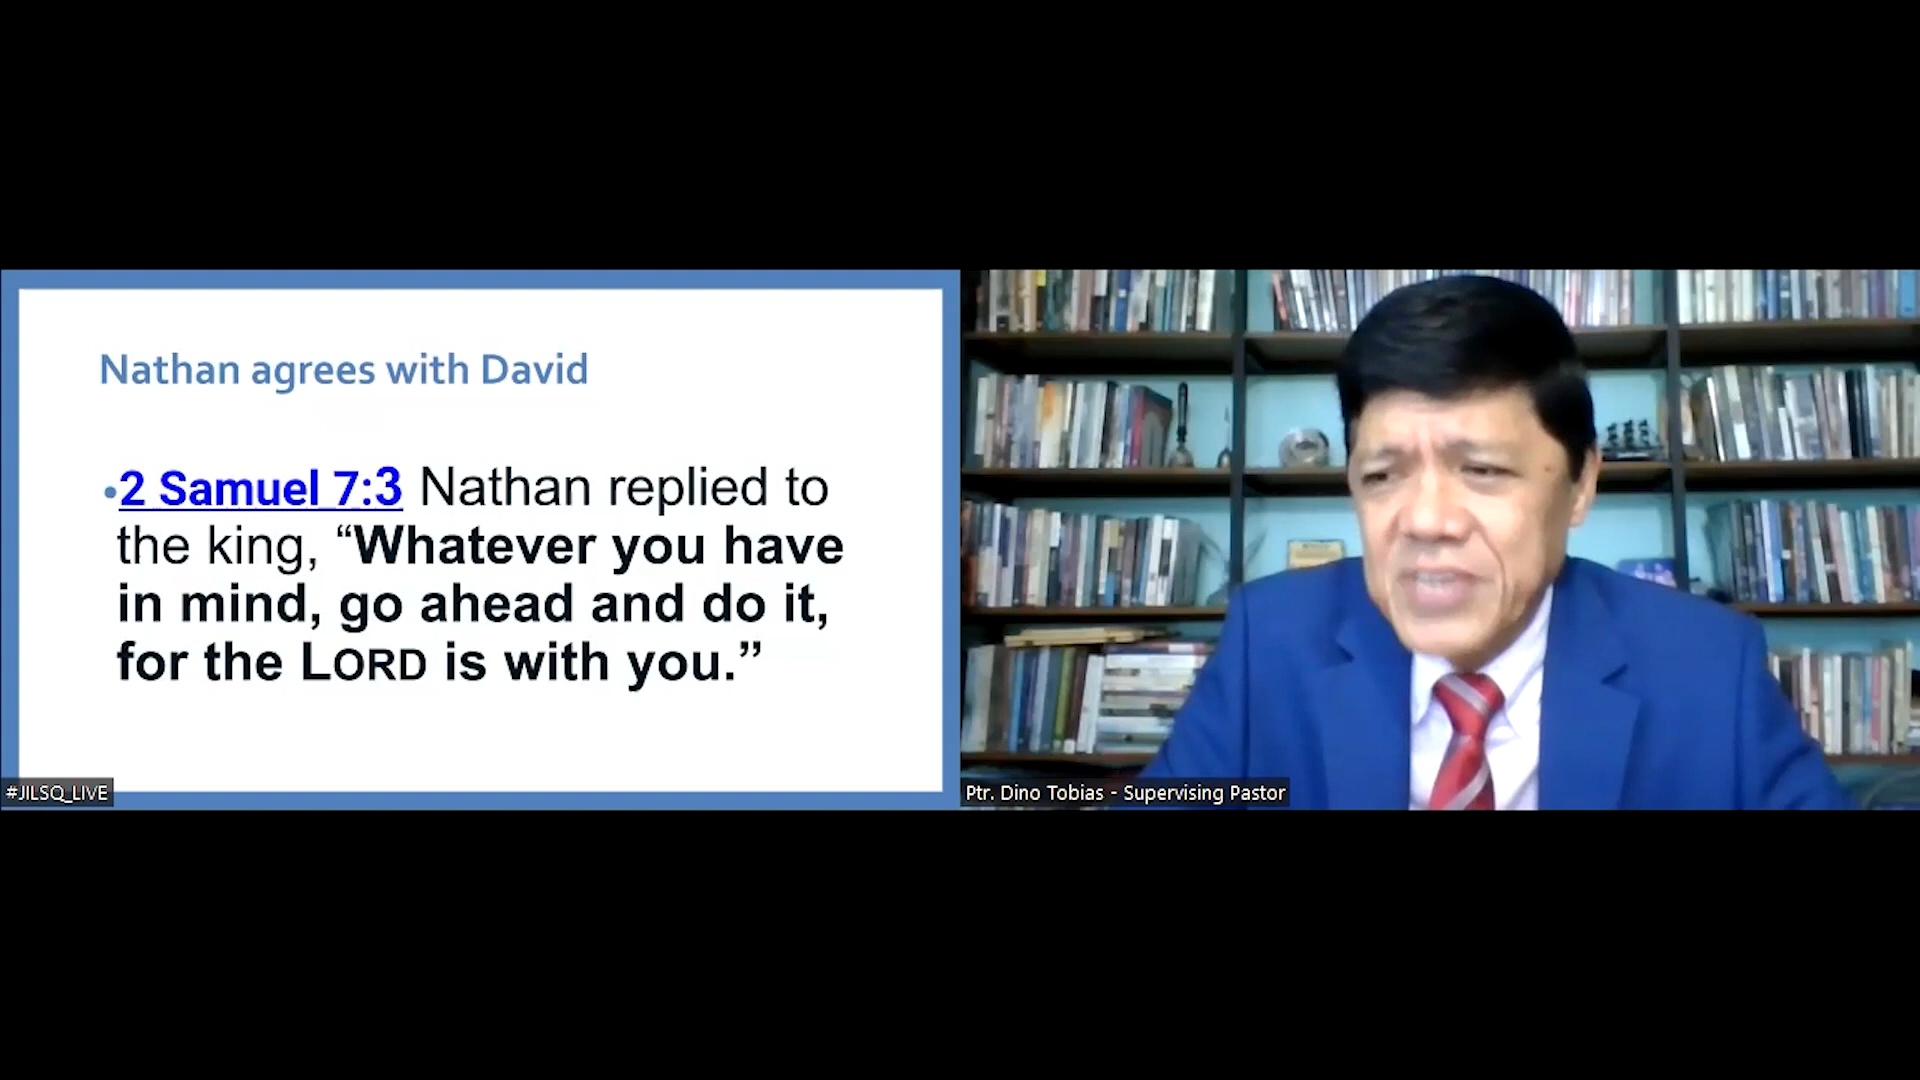 Nathan agrees with David
•2 Samuel 7:3 Nathan replied to
the king, “Whatever you have
in mind, go ahead and do it,
for the LORD is with you.”
#JILSQ_LIVE
Ptr. Dino Tobias - Supervising Pastor